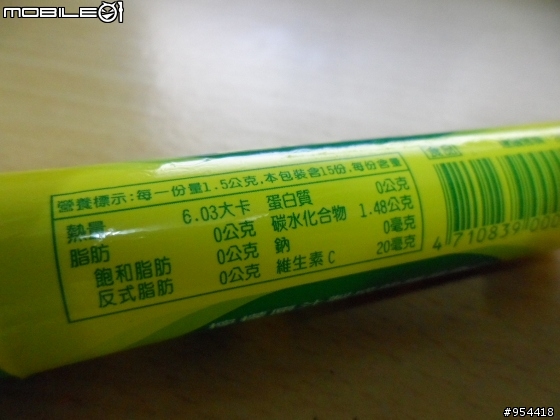 MOBILE01
營養標示:每一份量1.5公克,本包裝含15份,每份含量
熱量 6.03大卡 蛋白質 0公克
脂肪 0公克 碳水化合物 1.48公克
飽和脂肪 0公克 鈉 0毫克
反式脂肪 0公克 維生素C 20毫克
4 710839 00
#954418